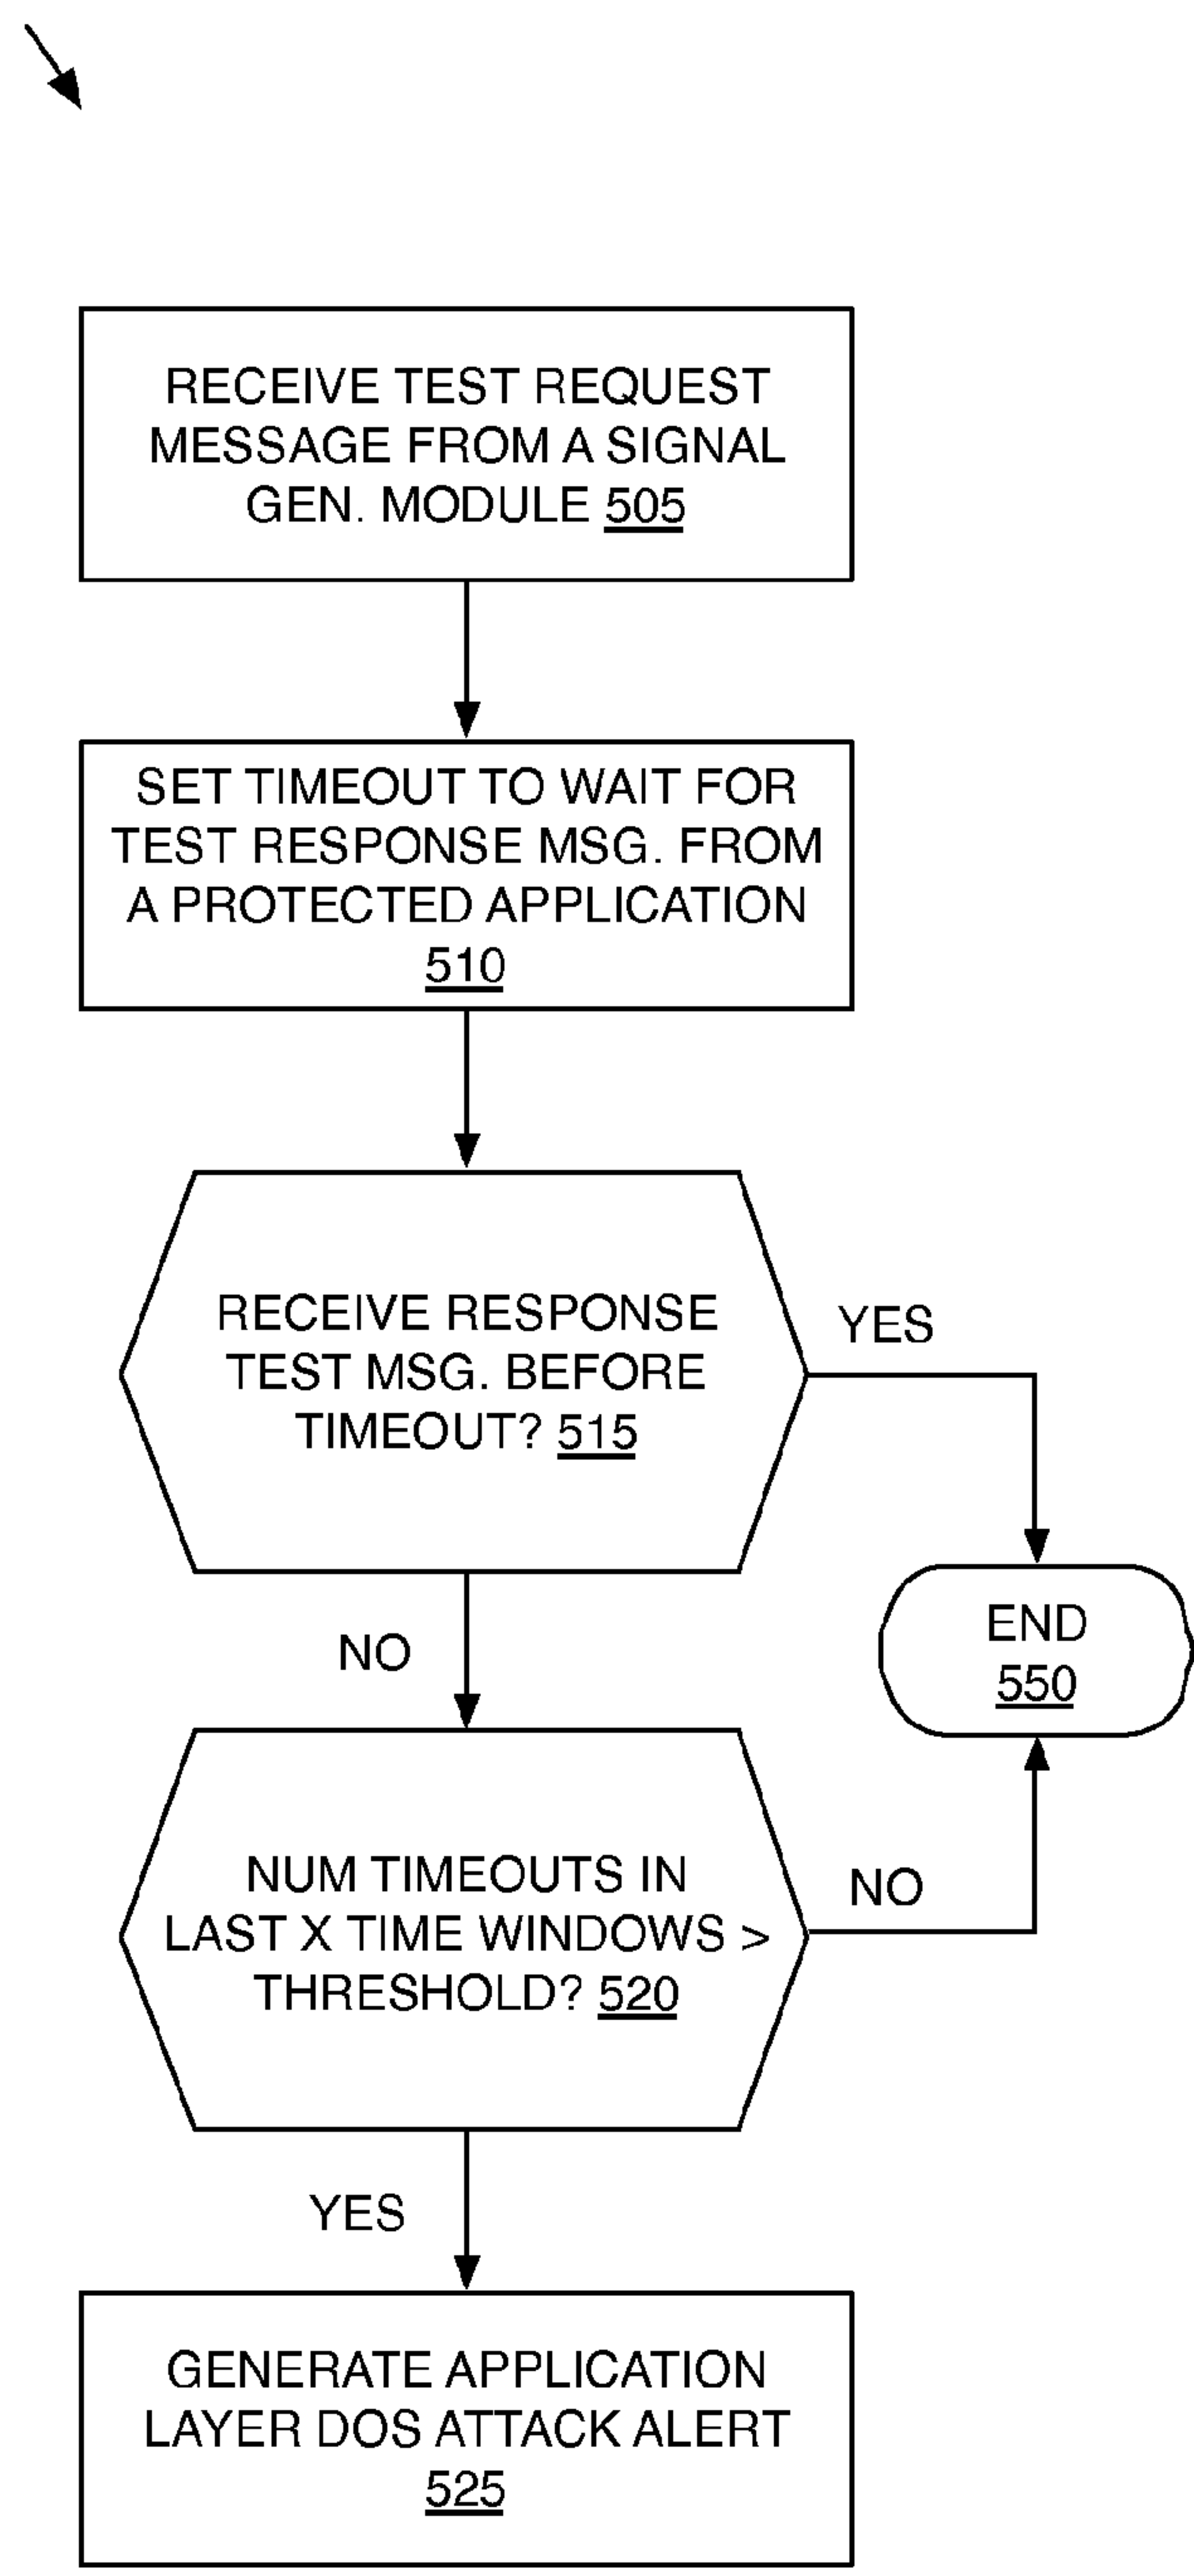 RECEIVE TEST REQUEST
MESSAGE FROM A SIGNAL
GEN. MODULE 505
SET TIMEOUT TO WAIT FOR
TEST RESPONSE MSG. FROM
A PROTECTED APPLICATION
510
RECEIVE RESPONSE
TEST MSG. BEFORE
TIMEOUT? 515
YES
NO
END
550
NUM TIMEOUTS IN
LAST X TIME WINDOWS >
THRESHOLD? 520
NO
YES
GENERATE APPLICATION
LAYER DOS ATTACK ALERT
525